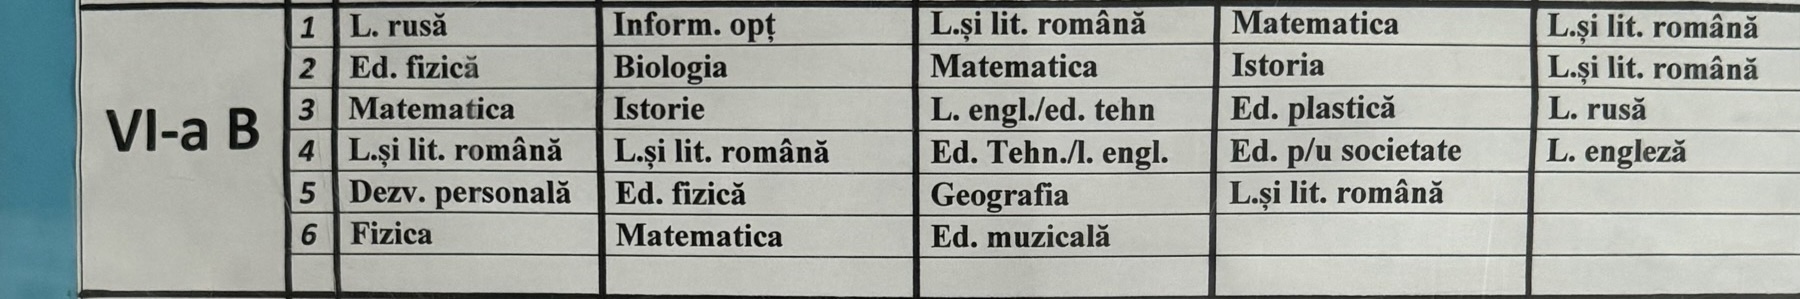 VI-a B
1 L. rusă Inform. opț L.și lit. română Matematica L.și lit. română
2 Ed. fizică Biologia Matematica Istoria L.și lit. română
3 Matematica Istorie L. engl./ed. tehn Ed. plastică L. rusă
4 L.și lit. română L.și lit. română Ed. Tehn./l. engl. Ed. p/u societate L. engleză
5 Dezv. personală Ed. fizică Geografia L.și lit. română
6 Fizica Matematica Ed. muzicală